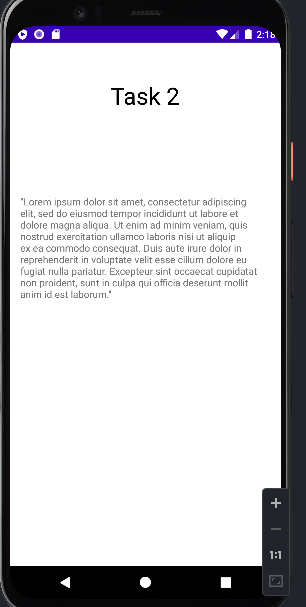 2:18
Task 2
"Lorem ipsum dolor sit amet, consectetur adipiscing
elit, sed do eiusmod tempor incididunt ut labore et
dolore magna aliqua. Ut enim ad minim veniam, quis
nostrud exercitation ullamco laboris nisi ut aliquip
ex ea commodo consequat. Duis aute irure dolor in
reprehenderit in voluptate velit esse cillum dolore eu
fugiat nulla pariatur. Excepteur sint occaecat cupidatat
non proident, sunt in culpa qui officia deserunt mollit
anim id est laborum."
1:1